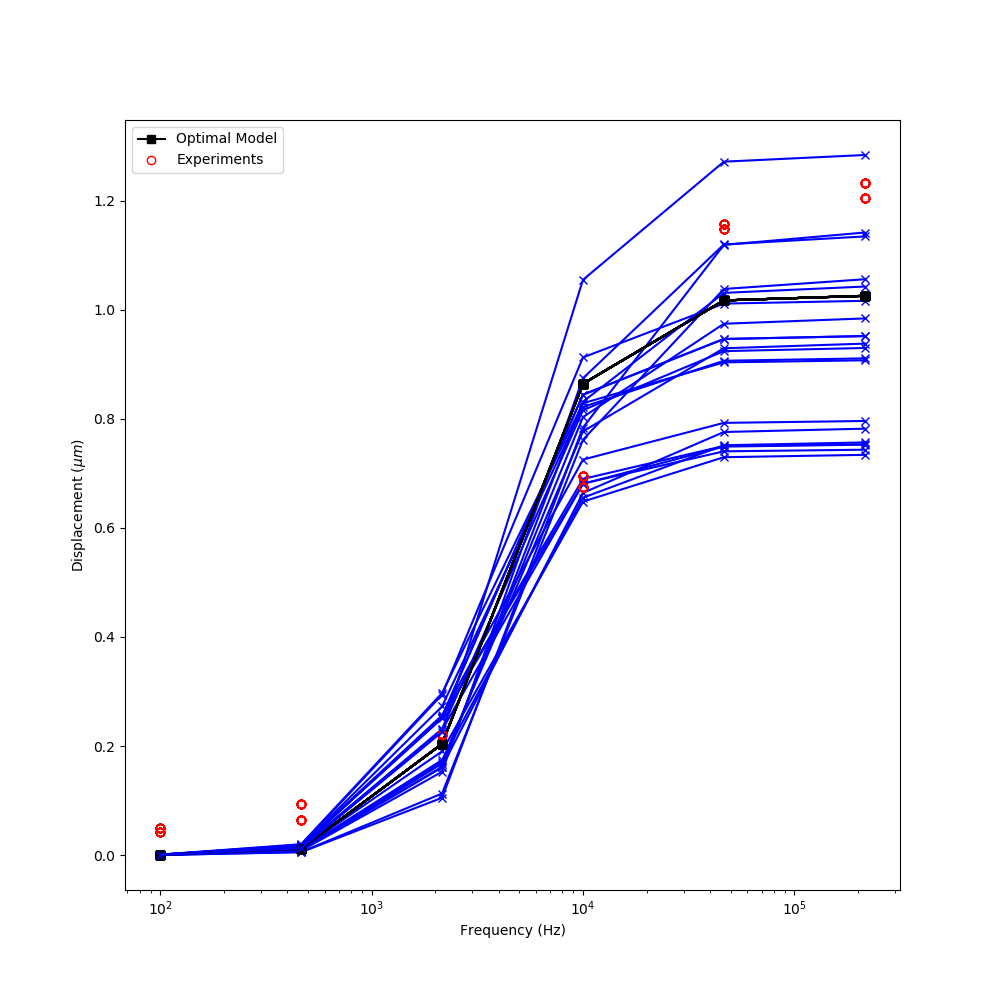 Optimal Model
Experiments
1.2
1.0
0.8
0.6
0.4
0.2
0.0
Displacement (μm)
10²
10³
10⁴
10⁵
Frequency (Hz)